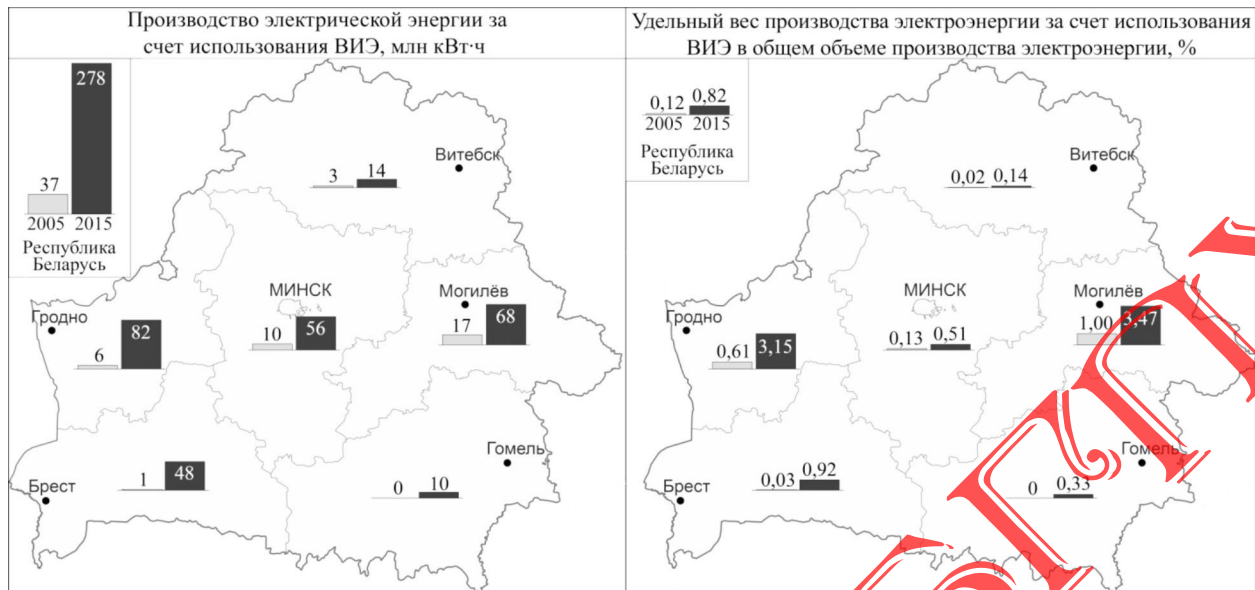 Производство электрической энергии за
счет использования ВИЭ, млн кВт·ч
278
37
2005 2015
Республика
Беларусь
Витебск
3 14
МИНСК
10 56
Могилёв
17 68
Гродно
6 82
Брест
1 48
Гомель
0 10
Удельный вес производства электроэнергии за счет использования
ВИЭ в общем объеме производства электроэнергии, %
0,12 0,82
2005 2015
Республика
Беларусь
Витебск
0,02 0,14
МИНСК
0,13 0,51
Могилёв
1,00 3,47
Гродно
0,61 3,15
Брест
0,03 0,92
Гомель
0 0,33